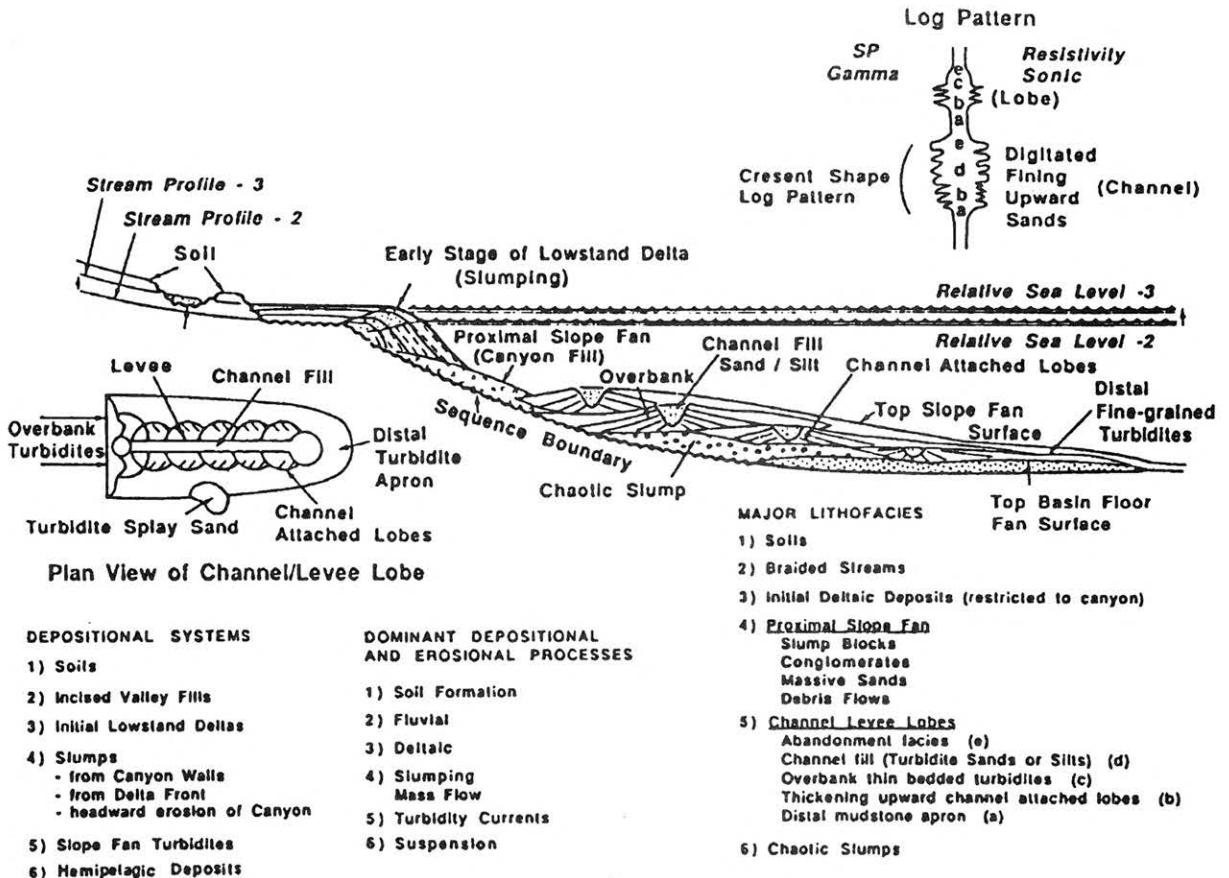 Log Pattern
SP
Gamma
Resistivity
Sonic
e
c
b
a
(Lobe)
e
d
b
a
Cresent Shape
Log Pattern
Digitated
Fining
Upward
Sands
(Channel)
Stream Profile - 3
Stream Profile - 2
Soil
Early Stage of Lowstand Delta
(Slumping)
Relative Sea Level -3
Relative Sea Level -2
Proximal Slope Fan
(Canyon Fill)
Channel Fill
Sand / Silt
Overbank
Channel Attached Lobes
Top Slope Fan
Surface
Distal
Fine-grained
Turbidites
Sequence Boundary
Chaotic Slump
Top Basin Floor
Fan Surface
Levee
Channel Fill
Overbank
Turbidites
Distal
Turbidite
Apron
Turbidite Splay Sand
Channel
Attached Lobes
Plan View of Channel/Levee Lobe
DEPOSITIONAL SYSTEMS
1) Soils
2) Incised Valley Fills
3) Initial Lowstand Deltas
4) Slumps
- from Canyon Walls
- from Delta Front
- headward erosion of Canyon
5) Slope Fan Turbidites
6) Hemipelagic Deposits
DOMINANT DEPOSITIONAL
AND EROSIONAL PROCESSES
1) Soil Formation
2) Fluvial
3) Deltaic
4) Slumping
Mass Flow
5) Turbidity Currents
6) Suspension
MAJOR LITHOFACIES
1) Soils
2) Braided Streams
3) Initial Deltaic Deposits (restricted to canyon)
4) Proximal Slope Fan
Slump Blocks
Conglomerates
Massive Sands
Debris Flows
5) Channel Levee Lobes
Abandonment facies (e)
Channel fill (Turbidite Sands or Silts) (d)
Overbank thin bedded turbidites (c)
Thickening upward channel attached lobes (b)
Distal mudstone apron (a)
6) Chaotic Slumps